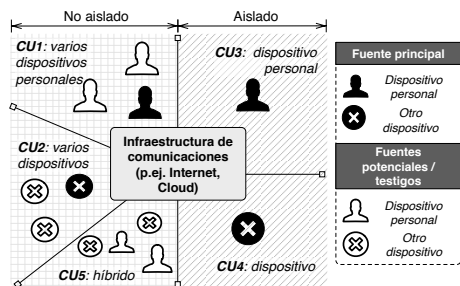 No aislado
Aislado
CU1: varios
dispositivos
personales
CU3: dispositivo
personal
CU2: varios
dispositivos
Infraestructura de
comunicaciones
(p.ej. Internet,
Cloud)
CU5: híbrido
CU4: dispositivo
Fuente principal
Dispositivo
personal
Otro
dispositivo
Fuentes
potenciales /
testigos
Dispositivo
personal
Otro
dispositivo